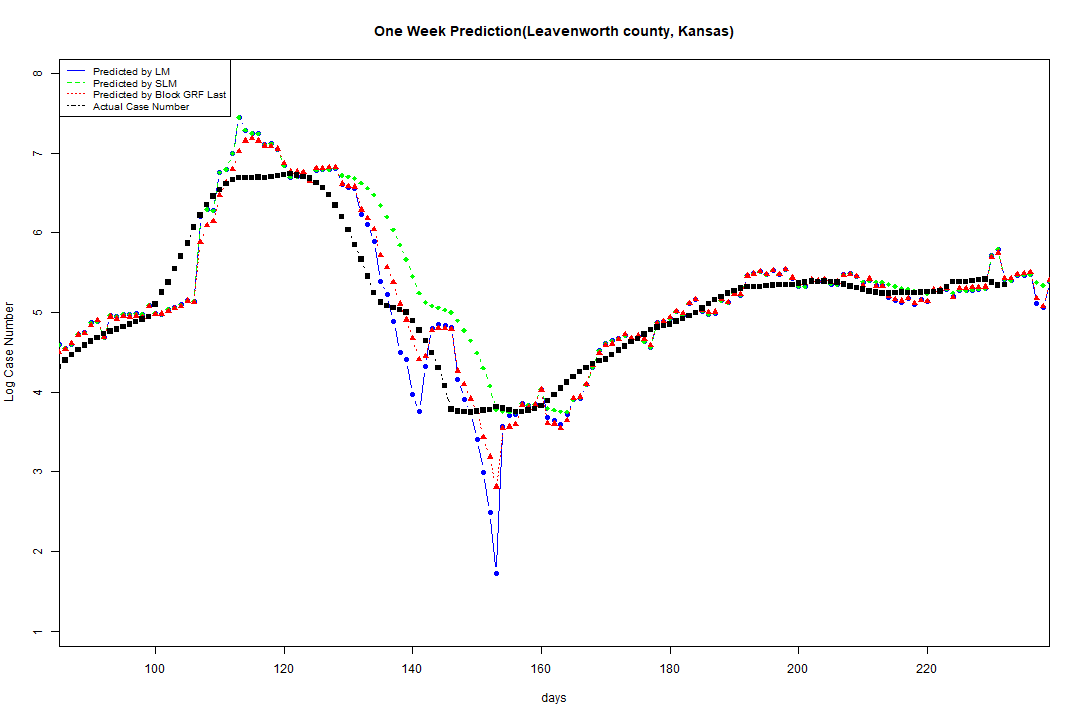 One Week Prediction(Leavenworth county, Kansas)
Predicted by LM
Predicted by SLM
Predicted by Block GRF Last
Actual Case Number
8
7
6
5
4
3
2
1
Log Case Number
100 120 140 160 180 200 220
days